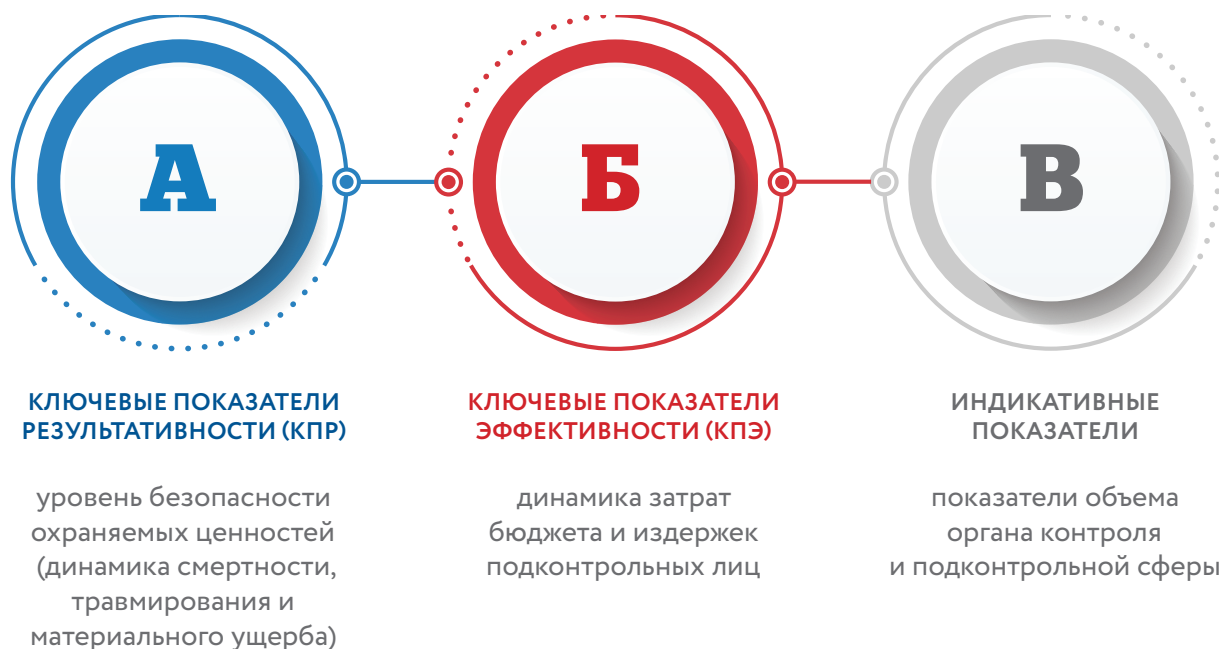 А
Б
В
КЛЮЧЕВЫЕ ПОКАЗАТЕЛИ
РЕЗУЛЬТАТИВНОСТИ (КПР)
уровень безопасности
охраняемых ценностей
(динамика смертности,
травмирования и
материального ущерба)
КЛЮЧЕВЫЕ ПОКАЗАТЕЛИ
ЭФФЕКТИВНОСТИ (КПЭ)
динамика затрат
бюджета и издержек
подконтрольных лиц
ИНДИКАТИВНЫЕ
ПОКАЗАТЕЛИ
показатели объема
органа контроля
и подконтрольной сферы